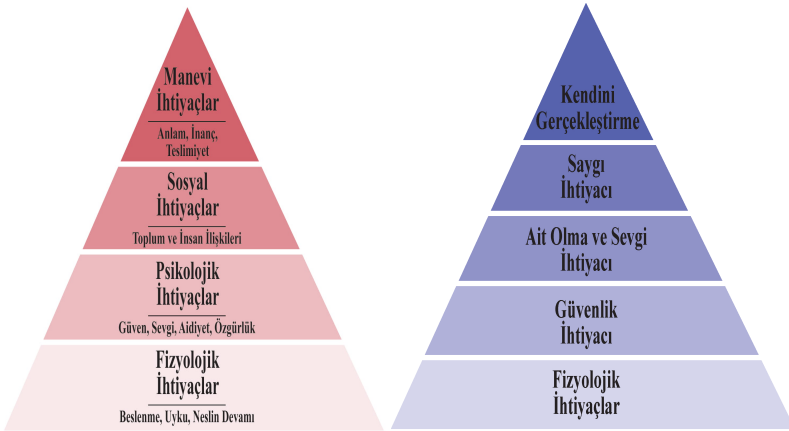 Manevi
İhtiyaçlar
Anlam, İnanç,
Teslimiyet
Sosyal
İhtiyaçlar
Toplum ve İnsan İlişkileri
Psikolojik
İhtiyaçlar
Güven, Sevgi, Aidiyet, Özgürlük
Fizyolojik
İhtiyaçlar
Beslenme, Uyku, Neslin Devamı
Kendini
Gerçekleştirme
Saygı
İhtiyacı
Ait Olma ve Sevgi
İhtiyacı
Güvenlik
İhtiyacı
Fizyolojik
İhtiyaçlar